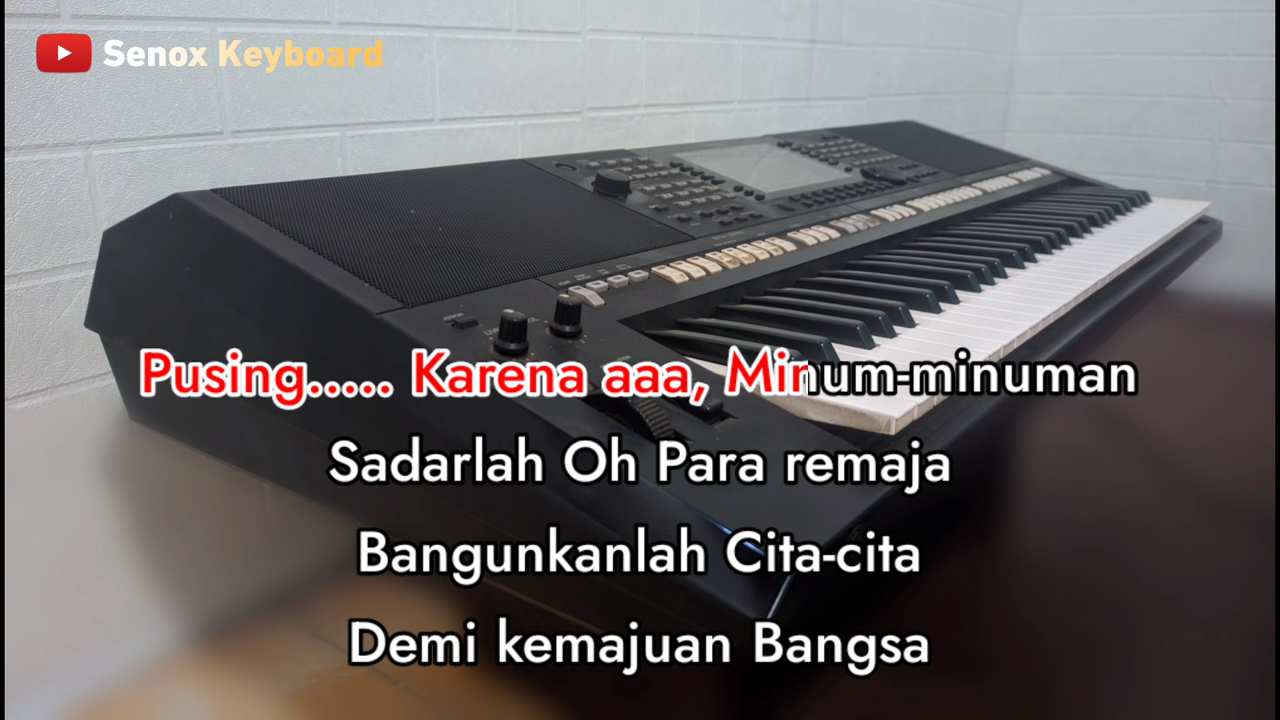 Senox Keyboard
Pusing..... Karena aaa, Minum-minuman
Sadarlah Oh Para remaja
Bangunkanlah Cita-cita
Demi kemajuan Bangsa